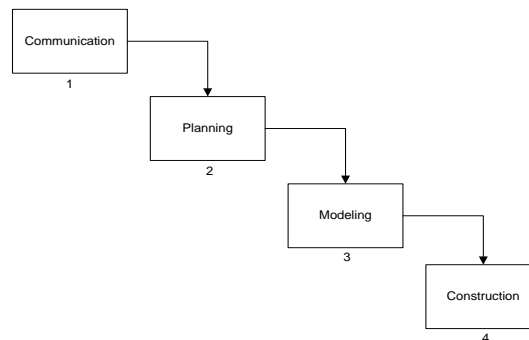 Communication
1
Planning
2
Modeling
3
Construction
4